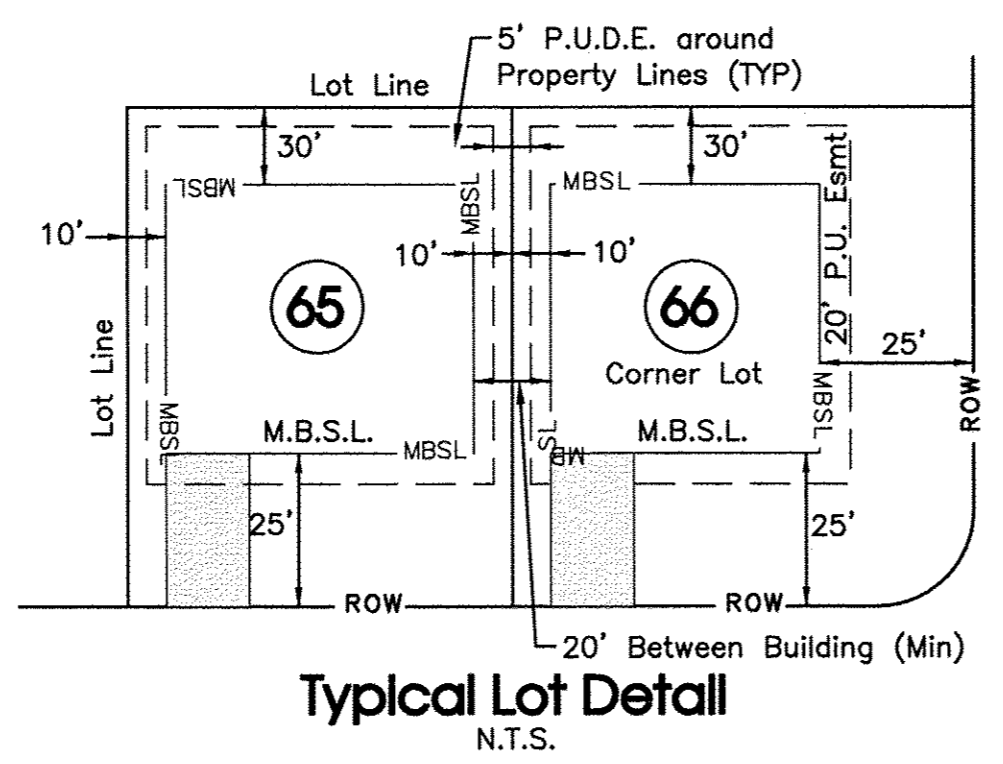 5' P.U.D.E. around
Property Lines (TYP)
Lot Line
30'
30'
MBSL
MBSL
MBSL
20' P.U. Esmt
10'
10'
10'
65
66
25'
Corner Lot
Lot Line
ROW
MBSL
M.B.S.L.
MBSL
MBSL
M.B.S.L.
MBSL
25'
25'
ROW
ROW
20' Between Building (Min)
Typical Lot Detail
N.T.S.